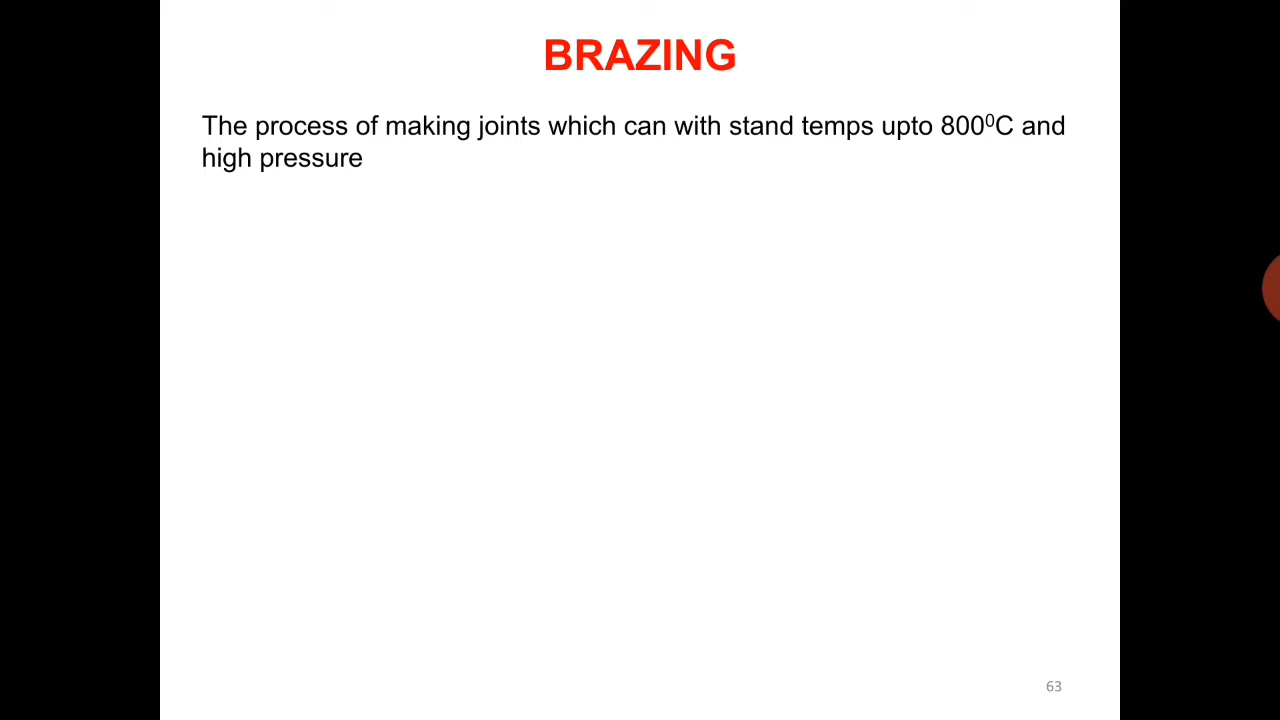 BRAZING
The process of making joints which can with stand temps upto 800⁰C and
high pressure
63